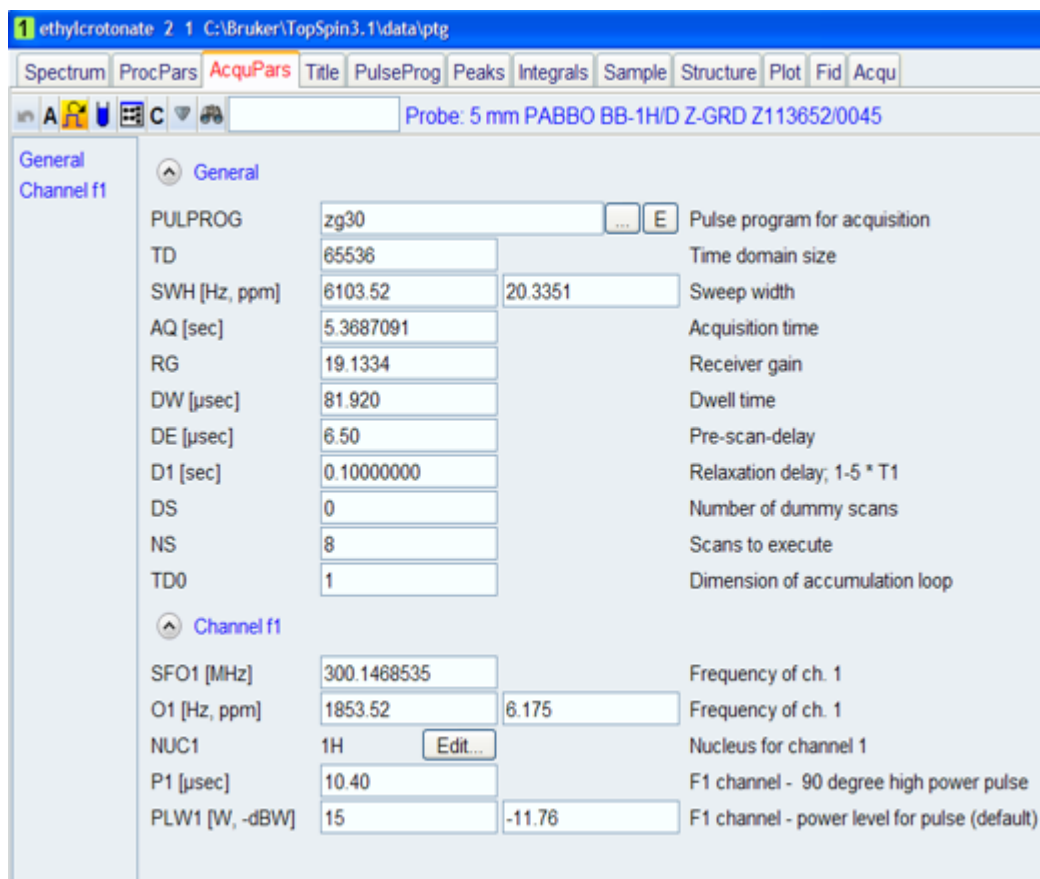 1 ethylcrotonate 2 1 C:\Bruker\TopSpin3.1\data\ptg
Spectrum ProcPars AcquPars Title PulseProg Peaks Integrals Sample Structure Plot Fid Acqu
A C Probe: 5 mm PABBO BB-1H/D Z-GRD Z113652/0045
General
Channel f1
General
PULPROG zg30 ... E Pulse program for acquisition
TD 65536 Time domain size
SWH [Hz, ppm] 6103.52 20.3351 Sweep width
AQ [sec] 5.3687091 Acquisition time
RG 19.1334 Receiver gain
DW [µsec] 81.920 Dwell time
DE [µsec] 6.50 Pre-scan-delay
D1 [sec] 0.10000000 Relaxation delay; 1-5 * T1
DS 0 Number of dummy scans
NS 8 Scans to execute
TD0 1 Dimension of accumulation loop
Channel f1
SFO1 [MHz] 300.1468535 Frequency of ch. 1
O1 [Hz, ppm] 1853.52 6.175 Frequency of ch. 1
NUC1 1H Edit... Nucleus for channel 1
P1 [µsec] 10.40 F1 channel - 90 degree high power pulse
PLW1 [W, -dBW] 15 -11.76 F1 channel - power level for pulse (default)